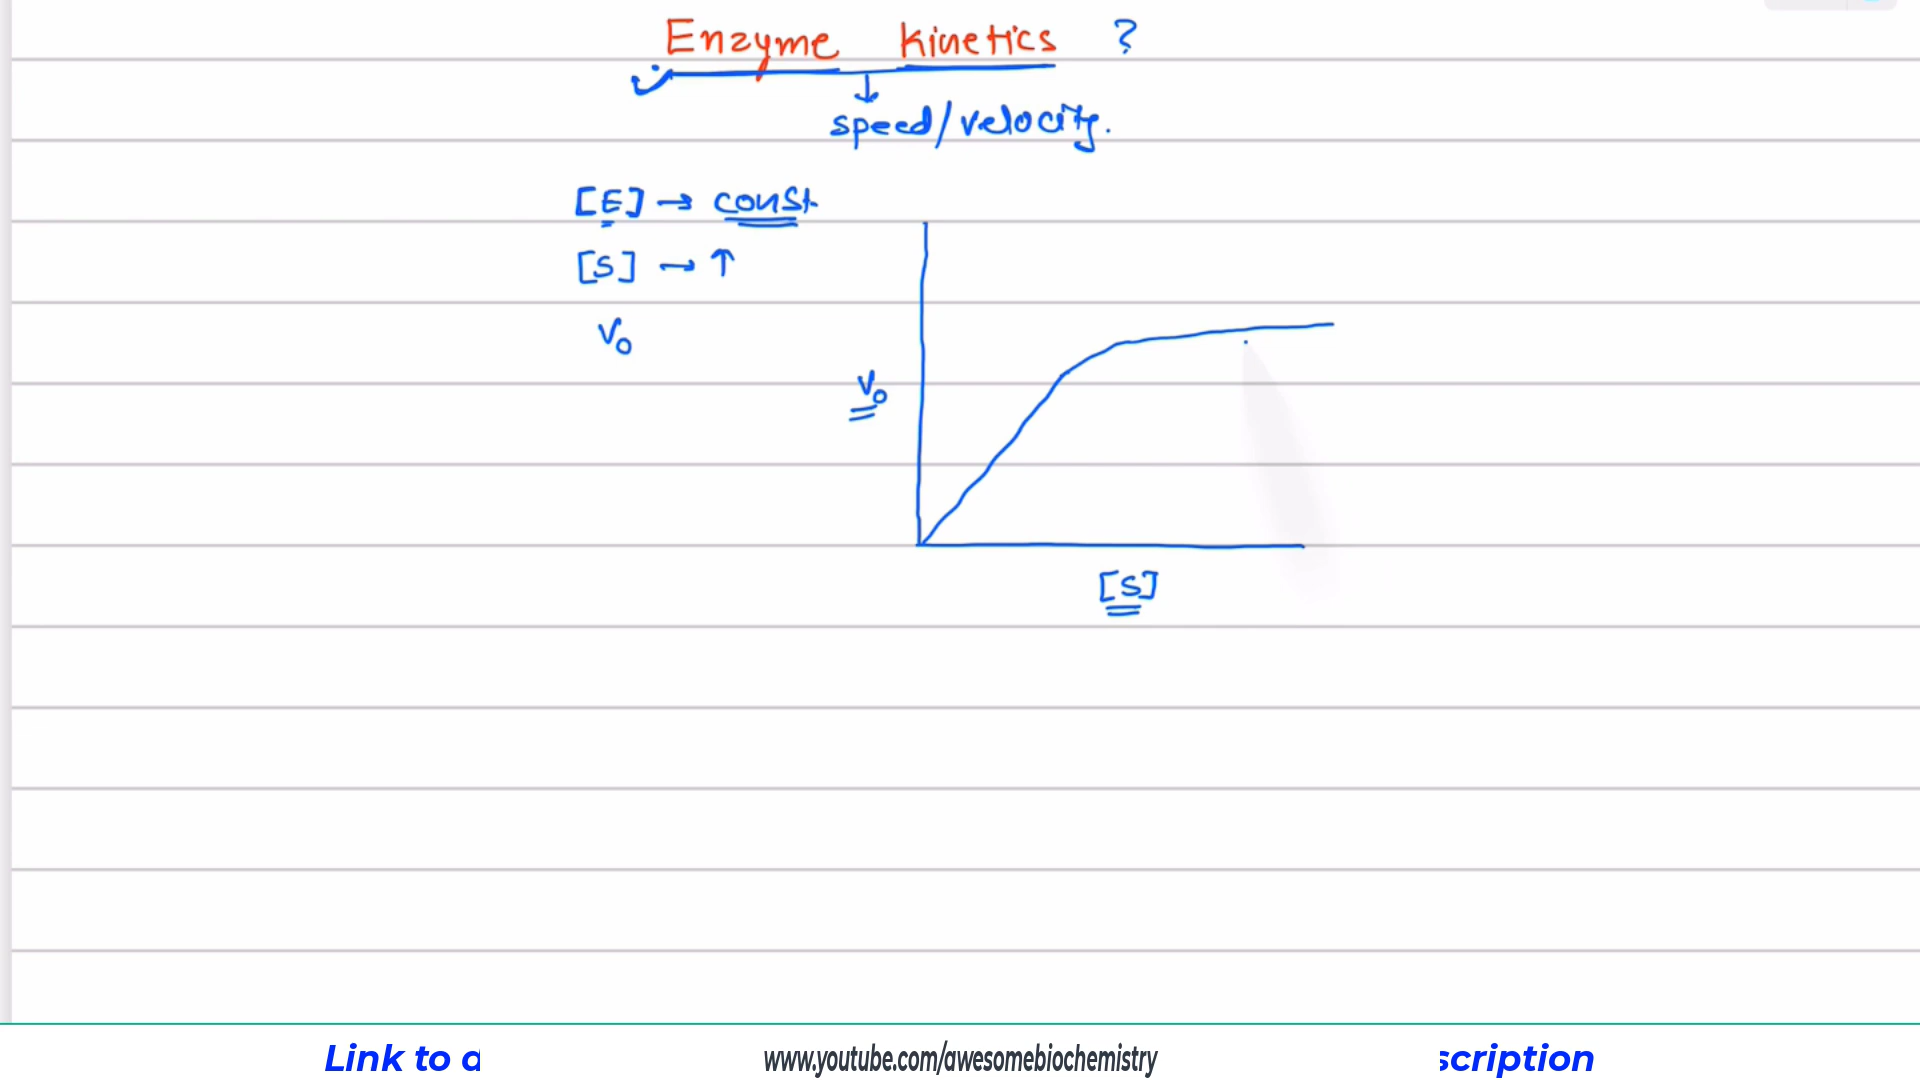 Enzyme Kinetics ?
↓
speed/velocity.
[E] → const
[S] → ↑
V₀
V₀
[S]
Link to www.youtube.com/awesomebiochemistry scription